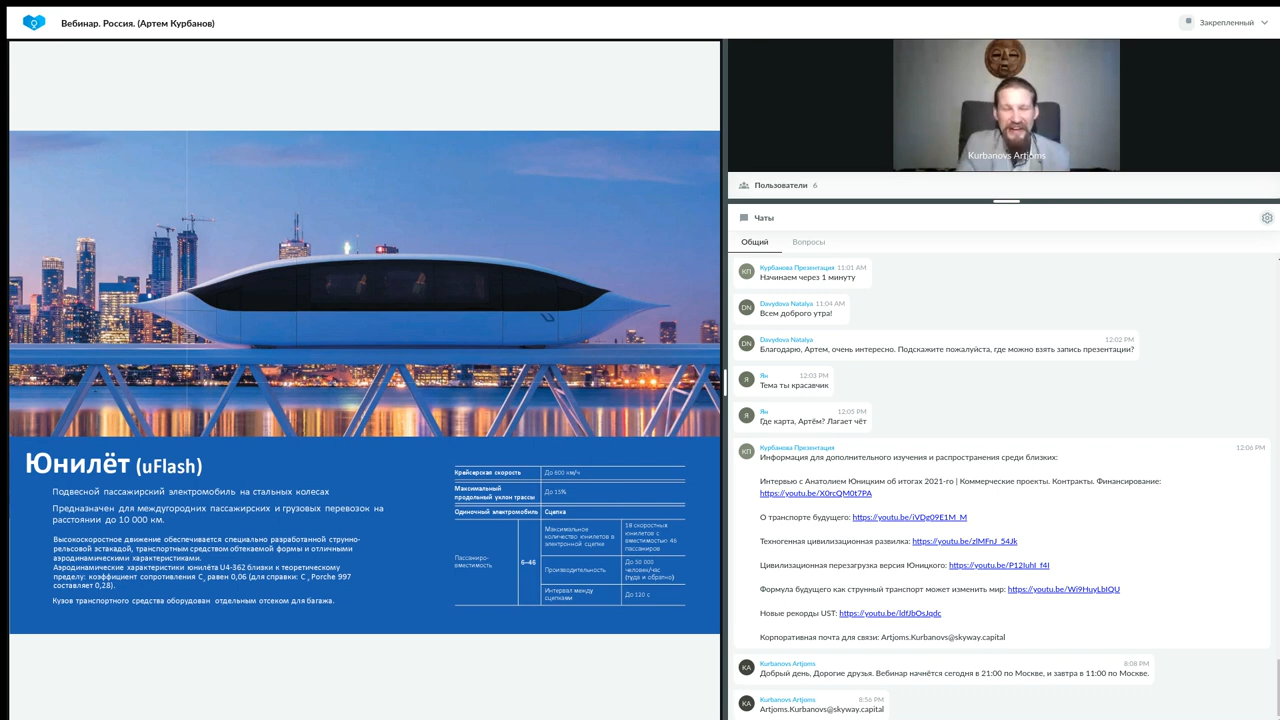 Вебинар. Россия. (Артем Курбанов)
Закрепленный
Юнилёт (uFlash)
Подвесной пассажирский электромобиль на стальных колесах
Предназначен для междугородних пассажирских и грузовых перевозок на
расстоянии до 10 000 км.
Высокоскоростное движение обеспечивается специально разработанной струнно-
рельсовой эстакадой, транспортным средством обтекаемой формы и отличными
аэродинамическими характеристиками.
Аэродинамические характеристики юнилёта U4-362 близки к теоретическому
пределу: коэффициент сопротивления Cx равен 0,06 (для справки: Cx Porche 997
составляет 0,28).
Кузов транспортного средства оборудован отдельным отсеком для багажа.
Крейсерская скорость До 600 км/ч
Максимальный
продольный уклон трассы
До 15%
Одиночный электромобиль Сцепка
Пассажиро-
вместимость
6–46
Максимальное
количество юнилетов в
электронной сцепке
18 скоростных
юнилетов с
вместимостью 46
пассажиров
Производительность
До 50 000
человек/час
(туда и обратно)
Интервал между
сцепками
До 120 с
Kurbanovs Artjoms
Пользователи 6
Чаты
Общий Вопросы
КП
Курбанова Презентация 11:01 AM
Начинаем через 1 минуту
DN
Davydova Natalya 11:04 AM
Всем доброго утра!
DN
Davydova Natalya 12:02 PM
Благодарю, Артем, очень интересно. Подскажите пожалуйста, где можно взять запись презентации?
Я
Ян 12:03 PM
Тема ты красавчик
Я
Ян 12:05 PM
Где карта, Артём? Лагает чёт
КП
Курбанова Презентация 12:06 PM
Информация для дополнительного изучения и распространения среди близких:
Интервью с Анатолием Юницким об итогах 2021-го | Коммерческие проекты. Контракты. Финансирование:
https://youtu.be/X0rcQM0t7PA
О транспорте будущего: https://youtu.be/iVDg09E1M_M
Техногенная цивилизационная развилка: https://youtu.be/zlMFnJ_54Jk
Цивилизационная перезагрузка версия Юницкого: https://youtu.be/P12IuhI_f4I
Формула будущего как струнный транспорт может изменить мир: https://youtu.be/Wi9HuyLbIQU
Новые рекорды UST: https://youtu.be/ldfJbOsJqdc
Корпоративная почта для связи: Artjoms.Kurbanovs@skyway.capital
KA
Kurbanovs Artjoms 8:08 PM
Добрый день, Дорогие друзья. Вебинар начнётся сегодня в 21:00 по Москве, и завтра в 11:00 по Москве.
KA
Kurbanovs Artjoms 8:56 PM
Artjoms.Kurbanovs@skyway.capital